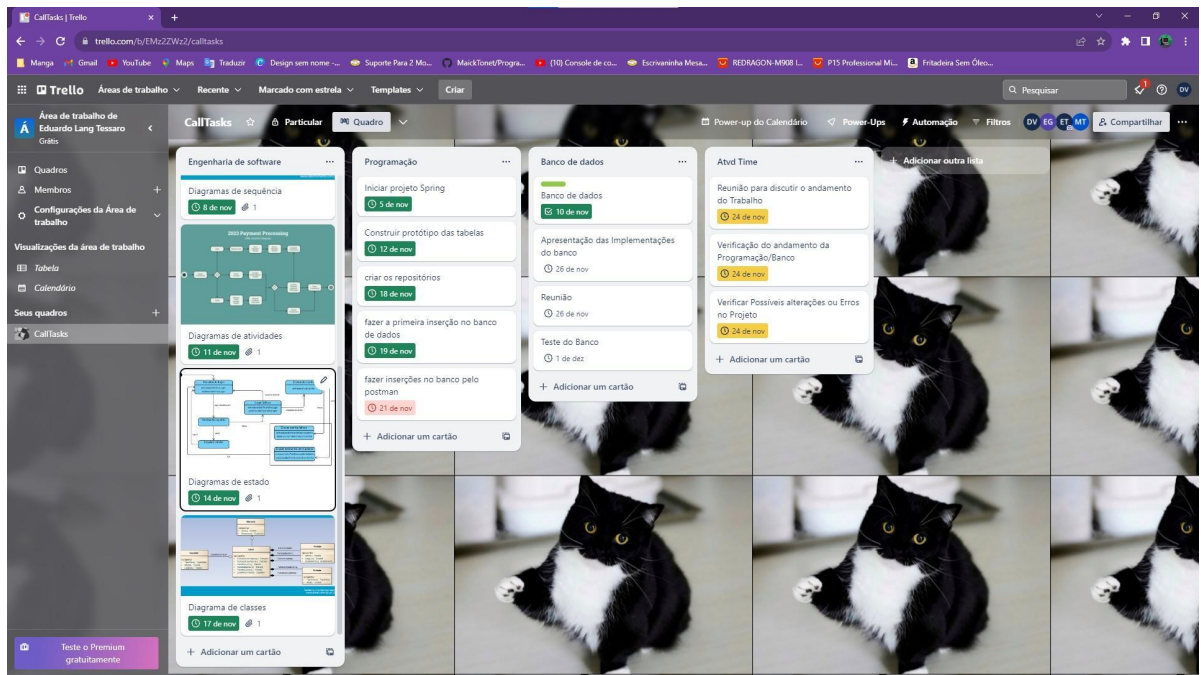 CallTasks | Trello
trello.com/b/EMz2ZWz2/calltasks
Manga
Gmail
YouTube
Maps
Traduzir
Design sem nome -...
Suporte Para 2 Mo...
MaickTonet/Progra...
(10) Console de co...
Escrivaninha Mesa...
REDRAGON-M908 I...
P15 Professional Mi...
Fritadeira Sem Óleo...
Trello
Áreas de trabalho
Recente
Marcado com estrela
Templates
Criar
Pesquisar
DV
Á
Área de trabalho de
Eduardo Lang Tessaro
Grátis
Quadros
Membros
Configurações da Área de
trabalho
Visualizações da área de trabalho
Tabela
Calendário
Seus quadros
CallTasks
Teste o Premium
gratuitamente
CallTasks
Particular
Quadro
Power-up do Calendário
Power-Ups
Automação
Filtros
DV
EG
ET
MT
Compartilhar
Engenharia de software
Diagramas de sequência
8 de nov
1
2023 Payment Processing
Diagramas de atividades
11 de nov
1
Diagramas de estado
14 de nov
1
Diagrama de classes
17 de nov
1
+ Adicionar um cartão
Programação
Iniciar projeto Spring
5 de nov
Construir protótipo das tabelas
12 de nov
criar os repositórios
18 de nov
fazer a primeira inserção no banco
de dados
19 de nov
fazer inserções no banco pelo
postman
21 de nov
+ Adicionar um cartão
Banco de dados
Banco de dados
10 de nov
Apresentação das Implementações
do banco
26 de nov
Reunião
26 de nov
Teste do Banco
1 de dez
+ Adicionar um cartão
Atvd Time
Reunião para discutir o andamento
do Trabalho
24 de nov
Verificação do andamento da
Programação/Banco
24 de nov
Verificar Possíveis alterações ou Erros
no Projeto
24 de nov
+ Adicionar um cartão
+ Adicionar outra lista